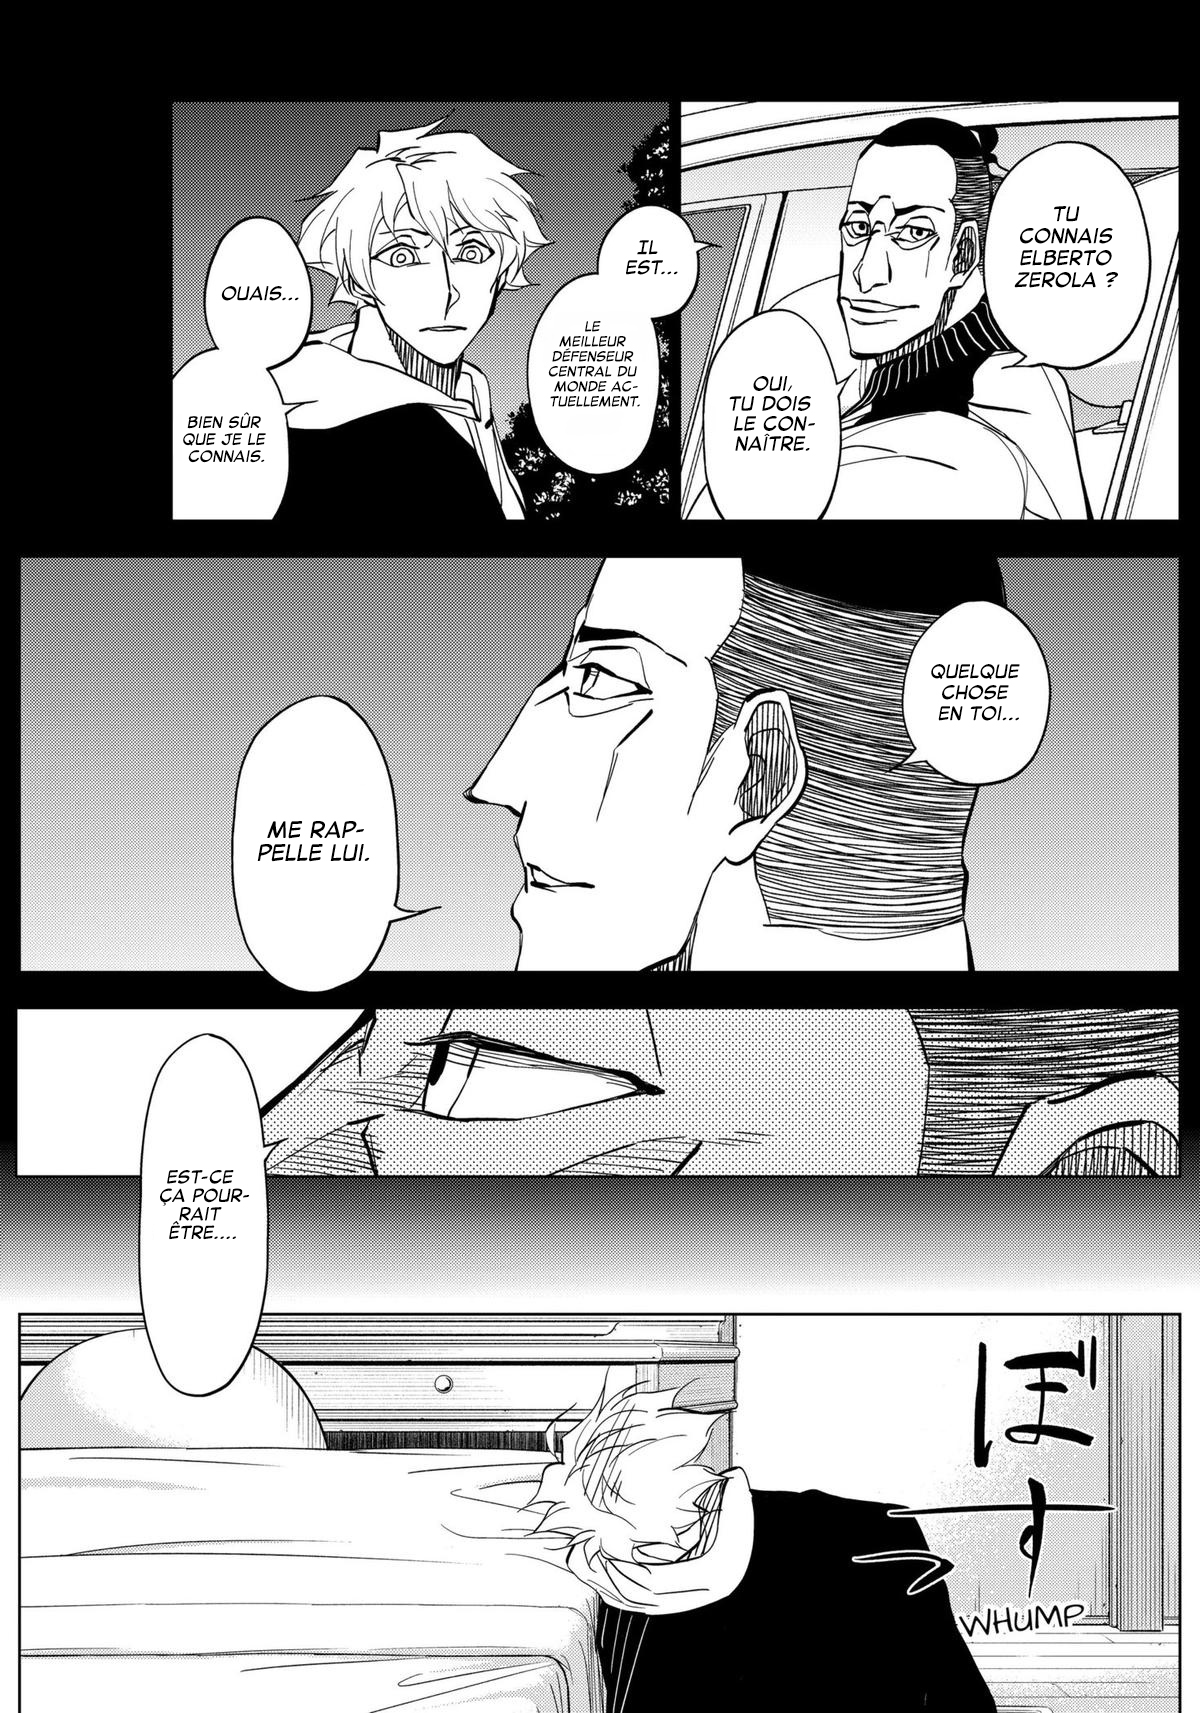 TU
CONNAIS
ELBERTO
ZEROLA ?
OUI,
TU DOIS
LE CON-
NAÎTRE.
IL
EST...
LE
MEILLEUR
DÉFENSEUR
CENTRAL DU
MONDE AC-
TUELLEMENT.
OUAIS...
BIEN SÛR
QUE JE LE
CONNAIS.
QUELQUE
CHOSE
EN TOI...
ME RAP-
PELLE LUI.
EST-CE
ÇA POUR-
RAIT
ÊTRE....
ぼす
WHUMP